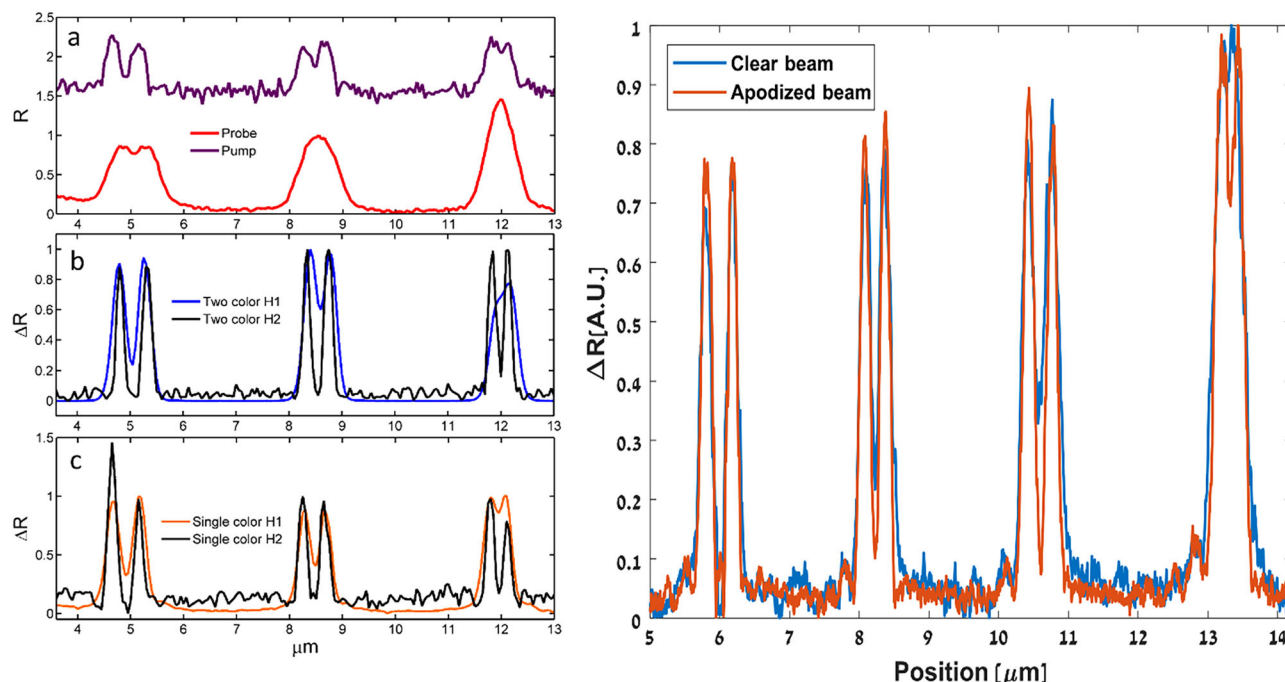 a
2.5
2
1.5
1
0.5
0
R
Probe
Pump
4 5 6 7 8 9 10 11 12 13
b
1
0.8
0.6
0.4
0.2
0
ΔR
Two color H1
Two color H2
4 5 6 7 8 9 10 11 12 13
c
1.5
1
0.5
0
ΔR
Single color H1
Single color H2
4 5 6 7 8 9 10 11 12 13
μm
1
0.9
0.8
0.7
0.6
0.5
0.4
0.3
0.2
0.1
0
ΔR[A.U.]
Clear beam
Apodized beam
5 6 7 8 9 10 11 12 13 14
Position [μm]